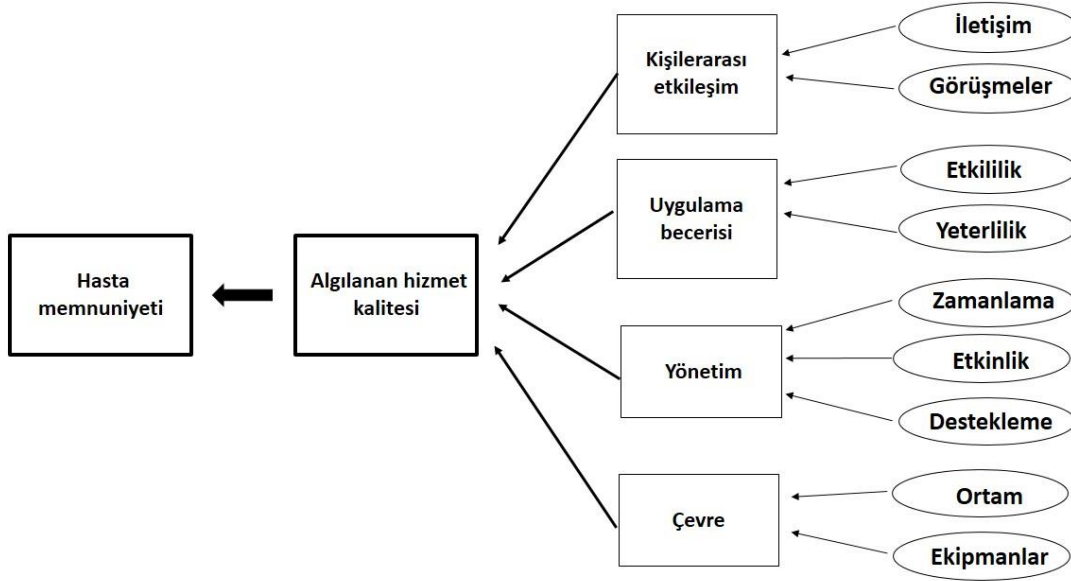 Hasta
memnuniyeti
Algılanan hizmet
kalitesi
Kişilerarası
etkileşim
Uygulama
becerisi
Yönetim
Çevre
İletişim
Görüşmeler
Etkililik
Yeterlilik
Zamanlama
Etkinlik
Destekleme
Ortam
Ekipmanlar